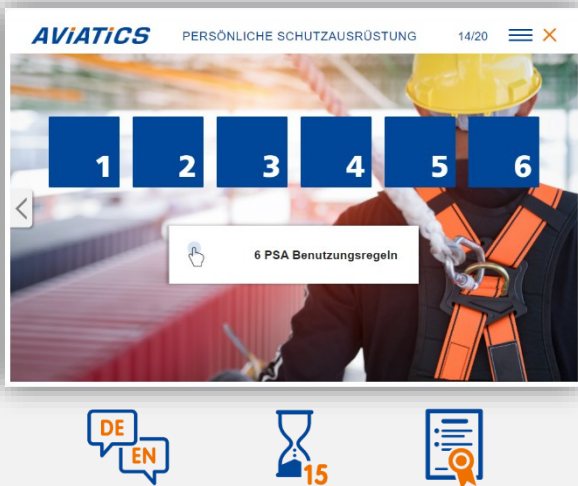 AViATiCS PERSÖNLICHE SCHUTZAUSRÜSTUNG 14/20
1 2 3 4 5 6
6 PSA Benutzungsregeln
DE
EN
15